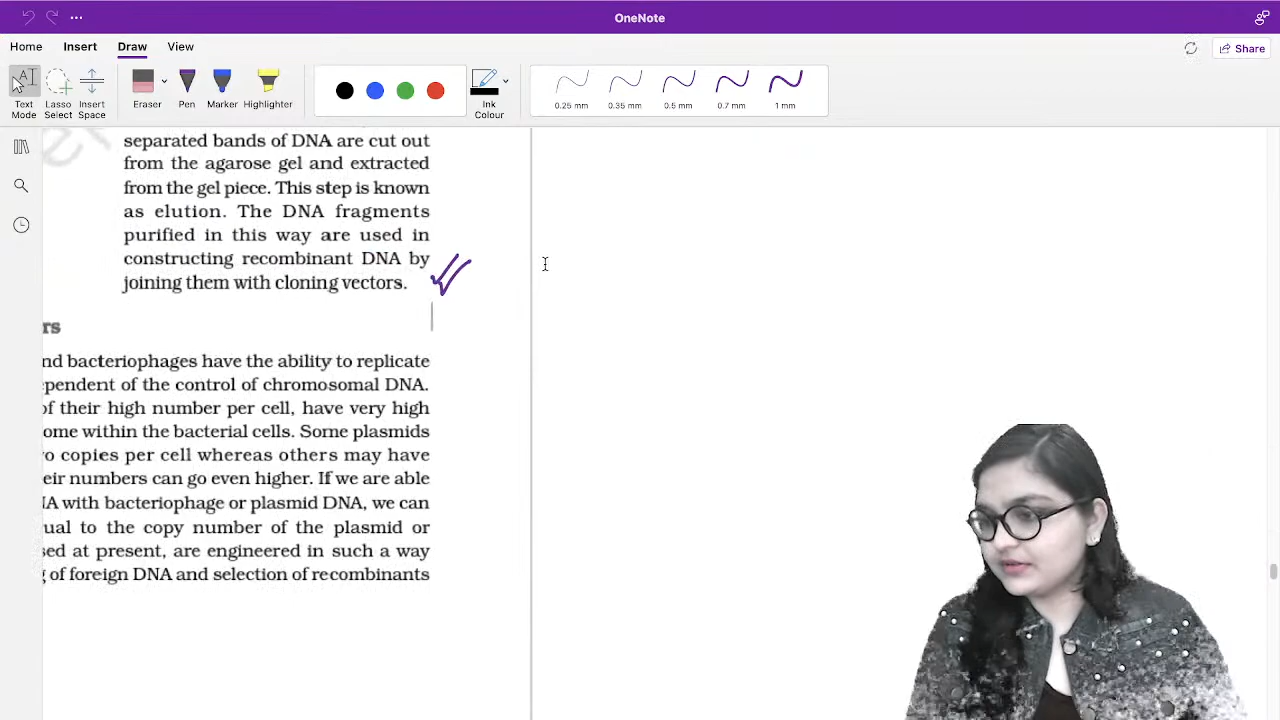 OneNote
Home Insert Draw View
Share
Text Mode
Lasso Select
Insert Space
Eraser
Pen
Marker
Highlighter
Ink Colour
0.25 mm
0.35 mm
0.5 mm
0.7 mm
1 mm
separated bands of DNA are cut out
from the agarose gel and extracted
from the gel piece. This step is known
as elution. The DNA fragments
purified in this way are used in
constructing recombinant DNA by
joining them with cloning vectors.
rs
nd bacteriophages have the ability to replicate
ependent of the control of chromosomal DNA.
of their high number per cell, have very high
ome within the bacterial cells. Some plasmids
o copies per cell whereas others may have
eir numbers can go even higher. If we are able
NA with bacteriophage or plasmid DNA, we can
ual to the copy number of the plasmid or
sed at present, are engineered in such a way
g of foreign DNA and selection of recombinants